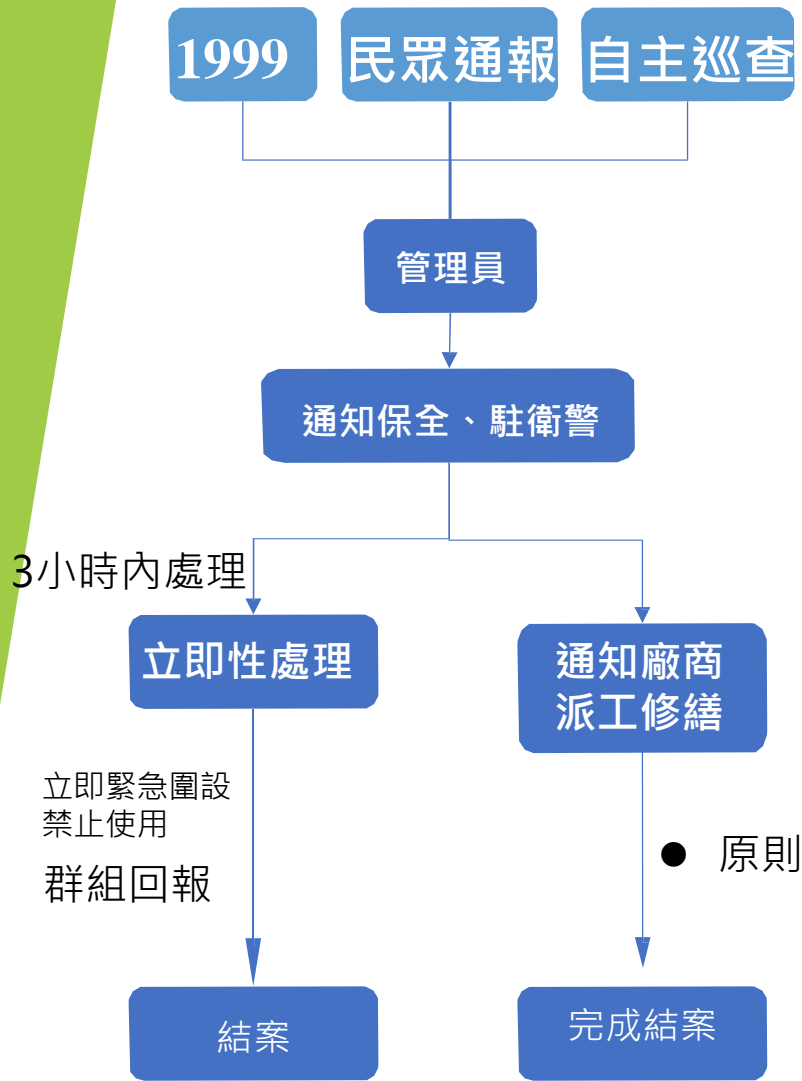 1999
民眾通報
自主巡查
管理員
通知保全、駐衛警
3小時內處理
立即性處理
通知廠商
派工修繕
立即緊急圍設
禁止使用
群組回報
● 原則
結案
完成結案